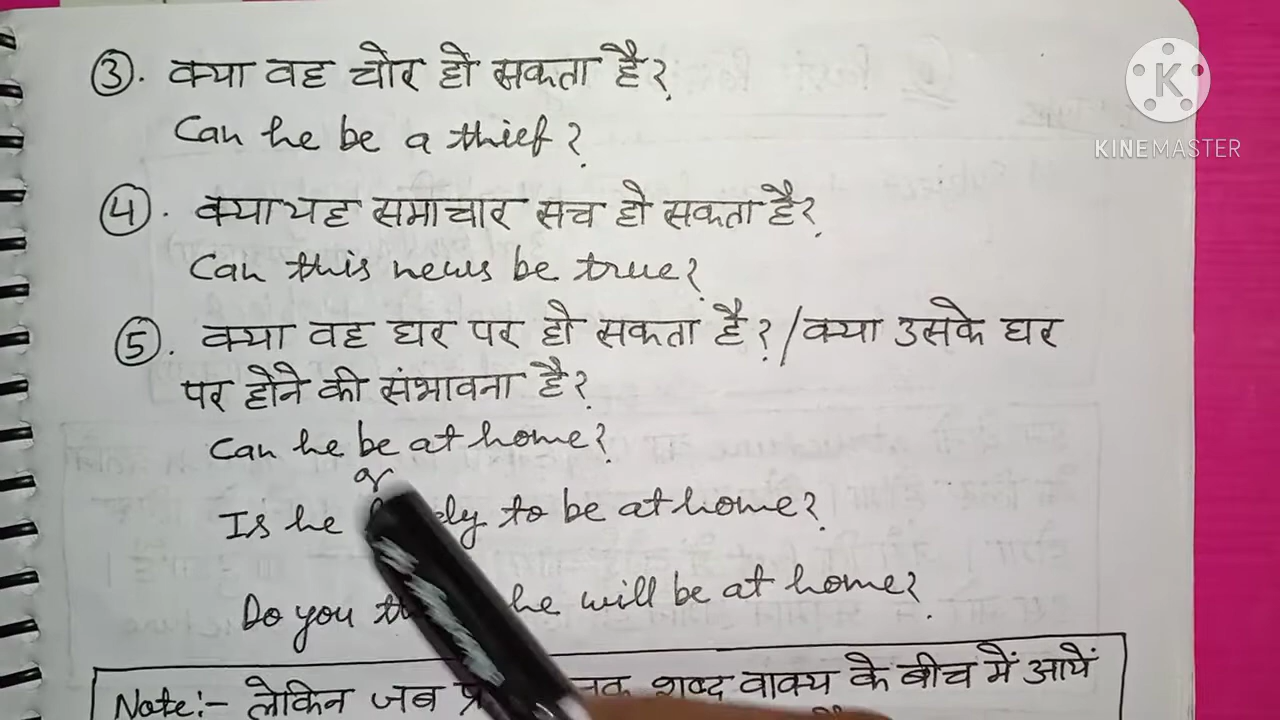 ③. क्या वह चोर हो सकता है?
Can he be a thief?
④. क्या यह समाचार सच हो सकता है?
Can this news be true?
⑤. क्या वह घर पर हो सकता है? / क्या उसके घर
पर होने की संभावना है?
Can he be at home?
or
Is he to be at home?
Do you he will be at home?
Note:- लेकिन जब शब्द वाक्य के बीच में आयें
K
KINEMASTER